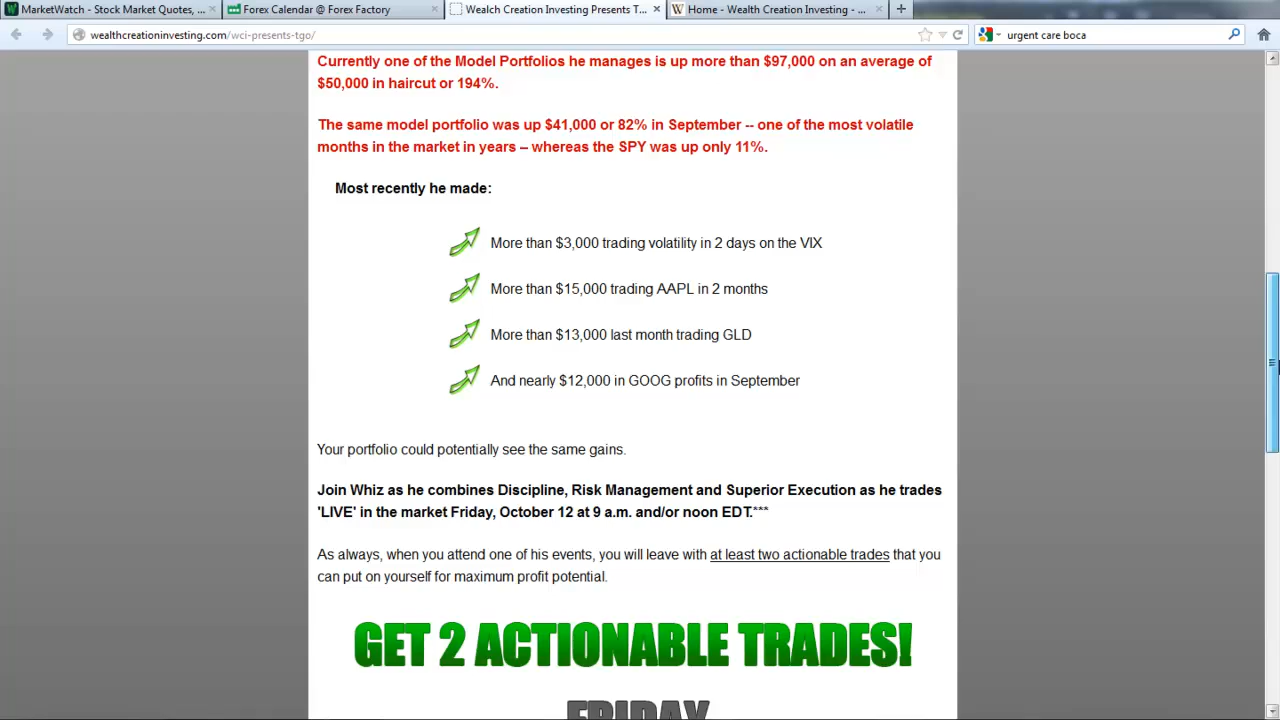 MarketWatch - Stock Market Quotes, ...
Forex Calendar @ Forex Factory
Wealch Creation Investing Presents T...
Home - Wealth Creation Investing - ...
wealthcreationinvesting.com/wci-presents-tgo/
urgent care boca
Currently one of the Model Portfolios he manages is up more than $97,000 on an average of
$50,000 in haircut or 194%.
The same model portfolio was up $41,000 or 82% in September -- one of the most volatile
months in the market in years – whereas the SPY was up only 11%.
Most recently he made:
More than $3,000 trading volatility in 2 days on the VIX
More than $15,000 trading AAPL in 2 months
More than $13,000 last month trading GLD
And nearly $12,000 in GOOG profits in September
Your portfolio could potentially see the same gains.
Join Whiz as he combines Discipline, Risk Management and Superior Execution as he trades
'LIVE' in the market Friday, October 12 at 9 a.m. and/or noon EDT.***
As always, when you attend one of his events, you will leave with at least two actionable trades that you
can put on yourself for maximum profit potential.
GET 2 ACTIONABLE TRADES!
FRIDAY